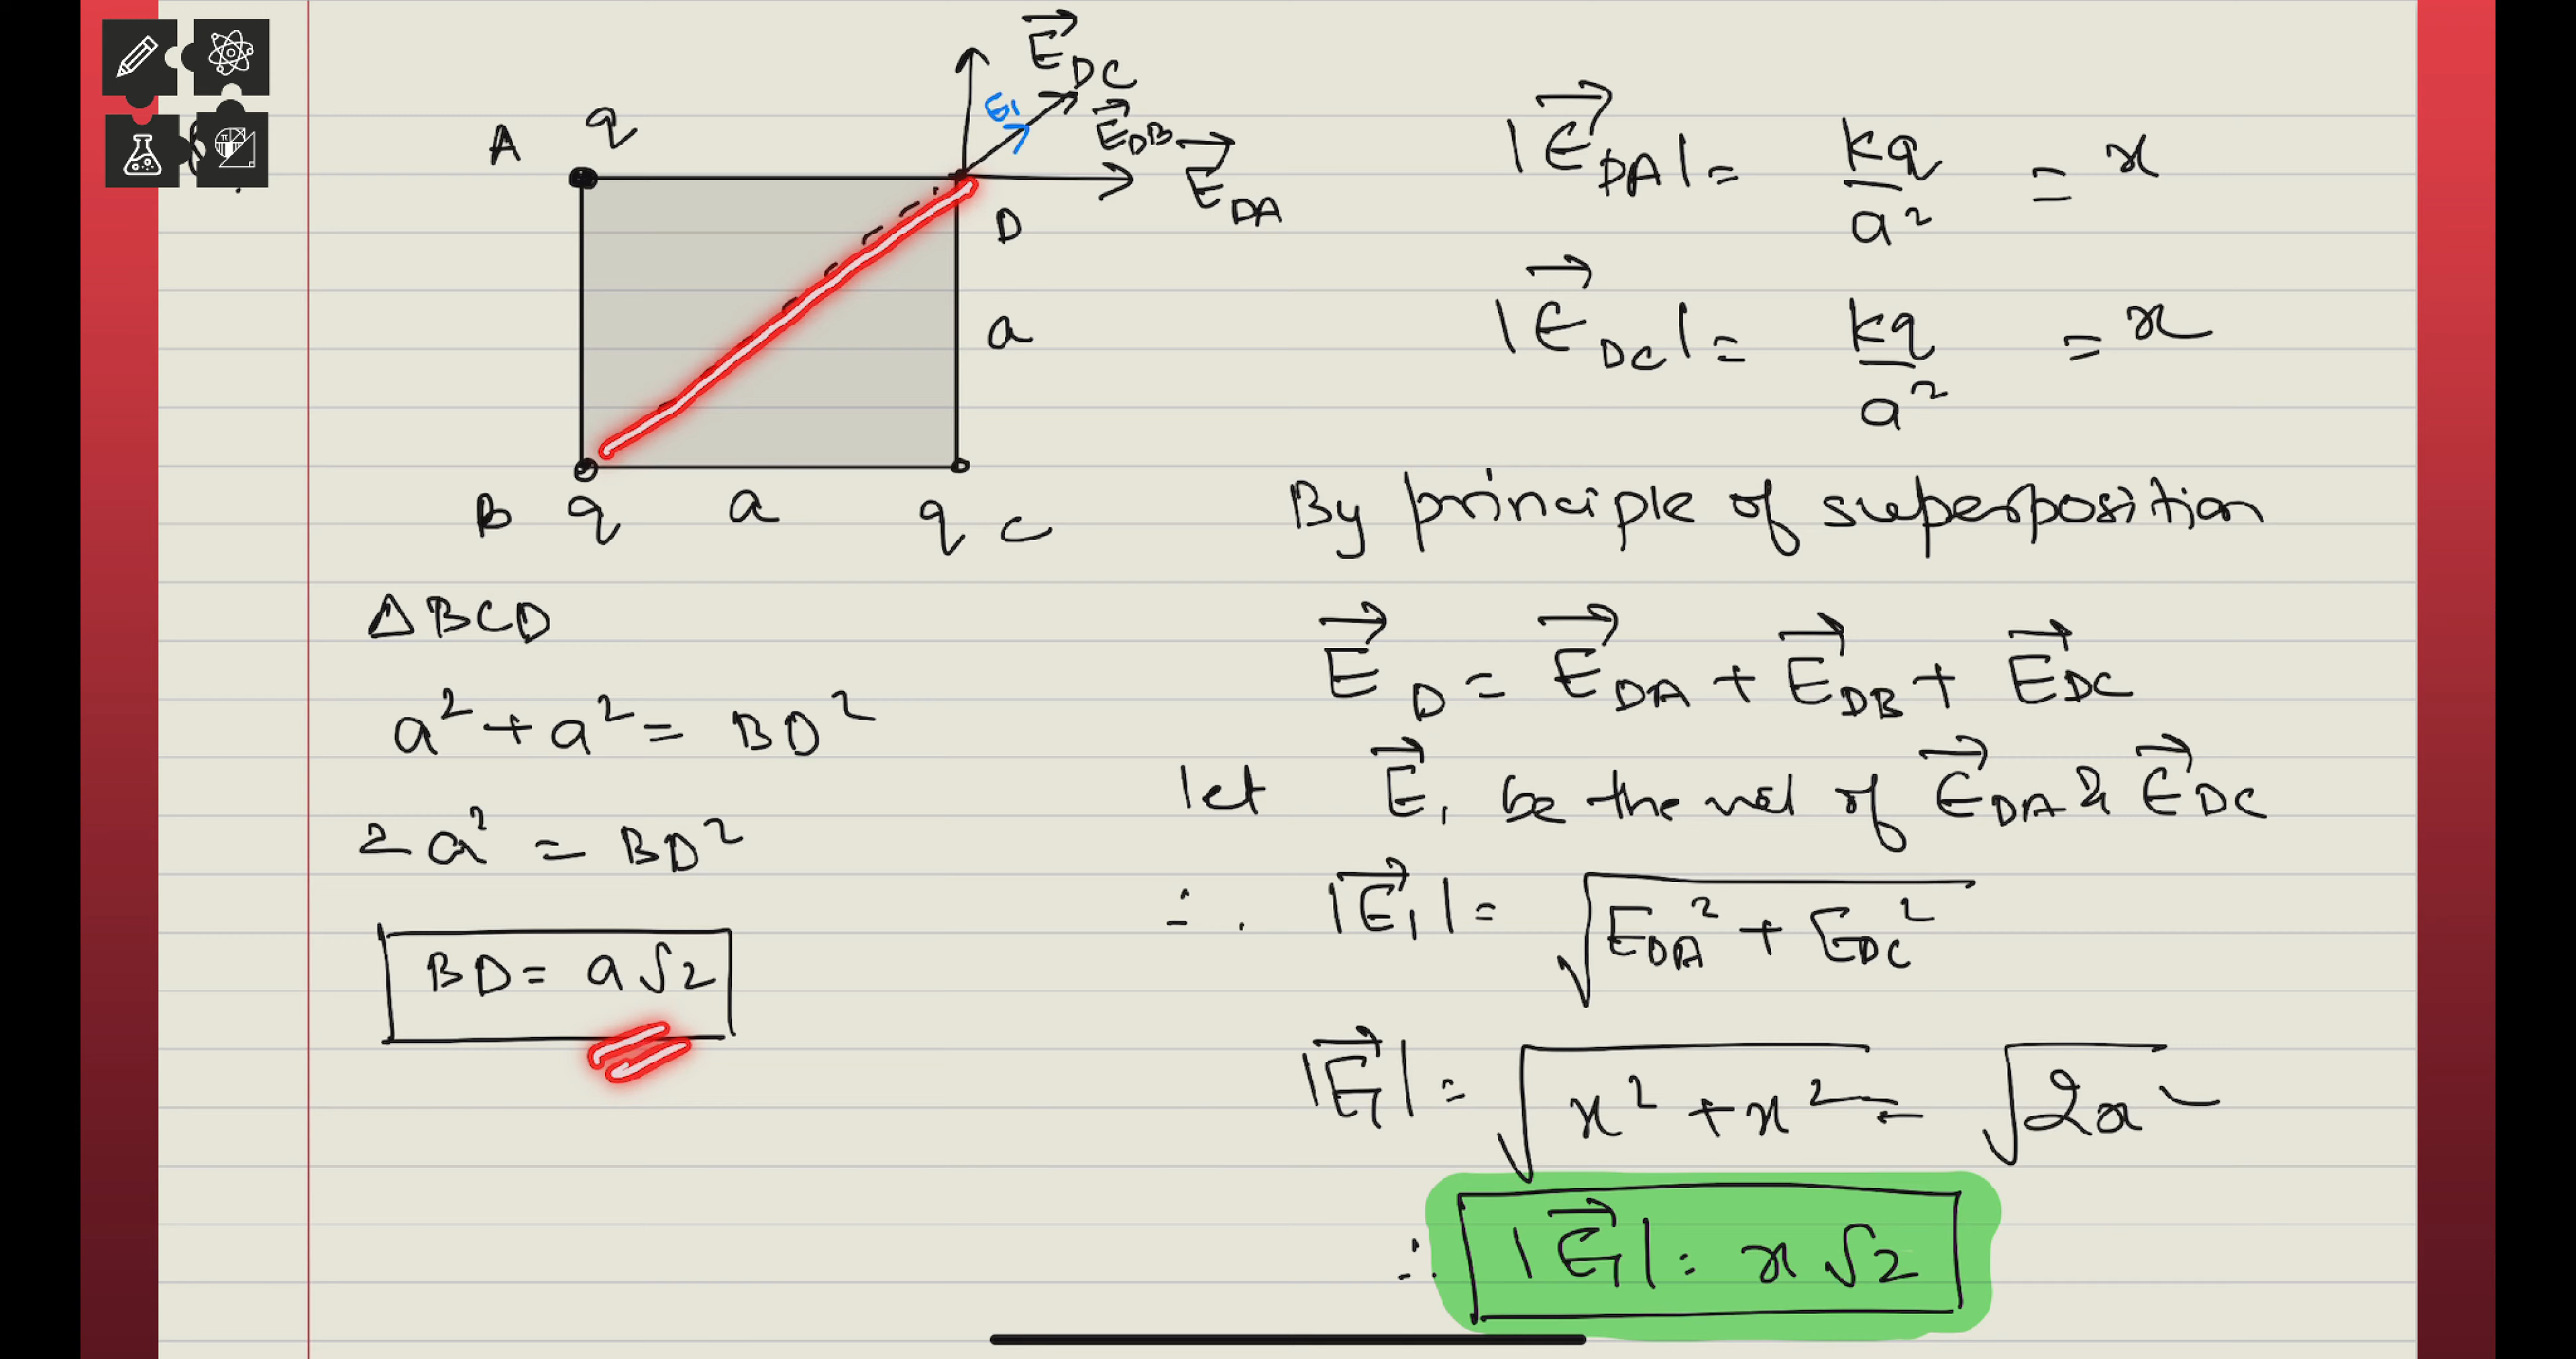 A q
E⃗DC
E1
E⃗DB
E⃗DA
D
a
B q a q C
ΔBCD
a² + a² = BD²
2a² = BD²
BD = a√2
|E⃗DA| = kq/a² = x
|E⃗DC| = kq/a² = x
By principle of superposition
E⃗D = E⃗DA + E⃗DB + E⃗DC
let E⃗1 be the of E⃗DA & E⃗DC
∴ |E⃗1| = √(EDA² + EDC²)
|E⃗1| = √(x² + x²) = √2x
∴ |E⃗1| = x√2